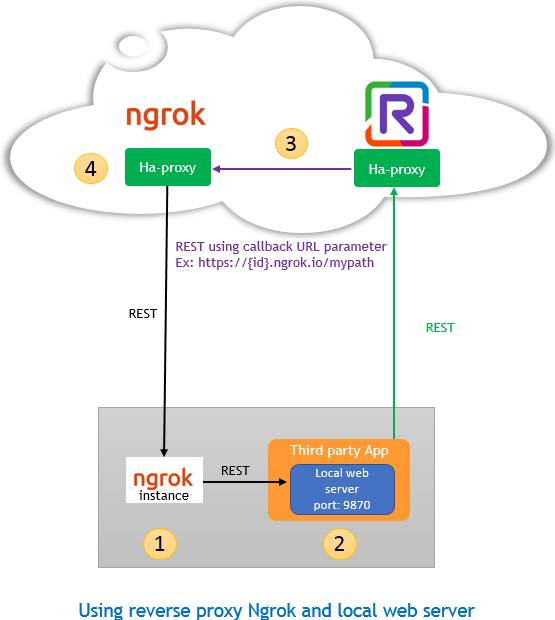 ngrok
R
3
4
Ha-proxy
Ha-proxy
REST using callback URL parameter
Ex: https://{id}.ngrok.io/mypath
REST
REST
Third party App
ngrok
instance
REST
Local web
server
port: 9870
1
2
Using reverse proxy Ngrok and local web server